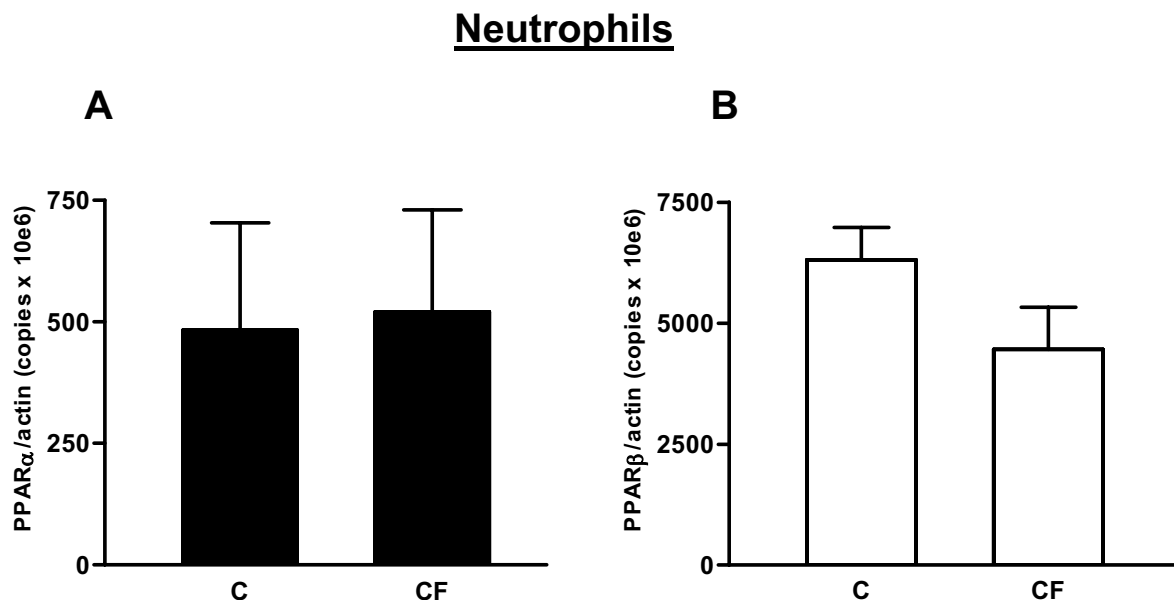 Neutrophils
A
PPARα/actin (copies x 10e6)
750
500
250
0
C CF
B
PPARβ/actin (copies x 10e6)
7500
5000
2500
0
C CF